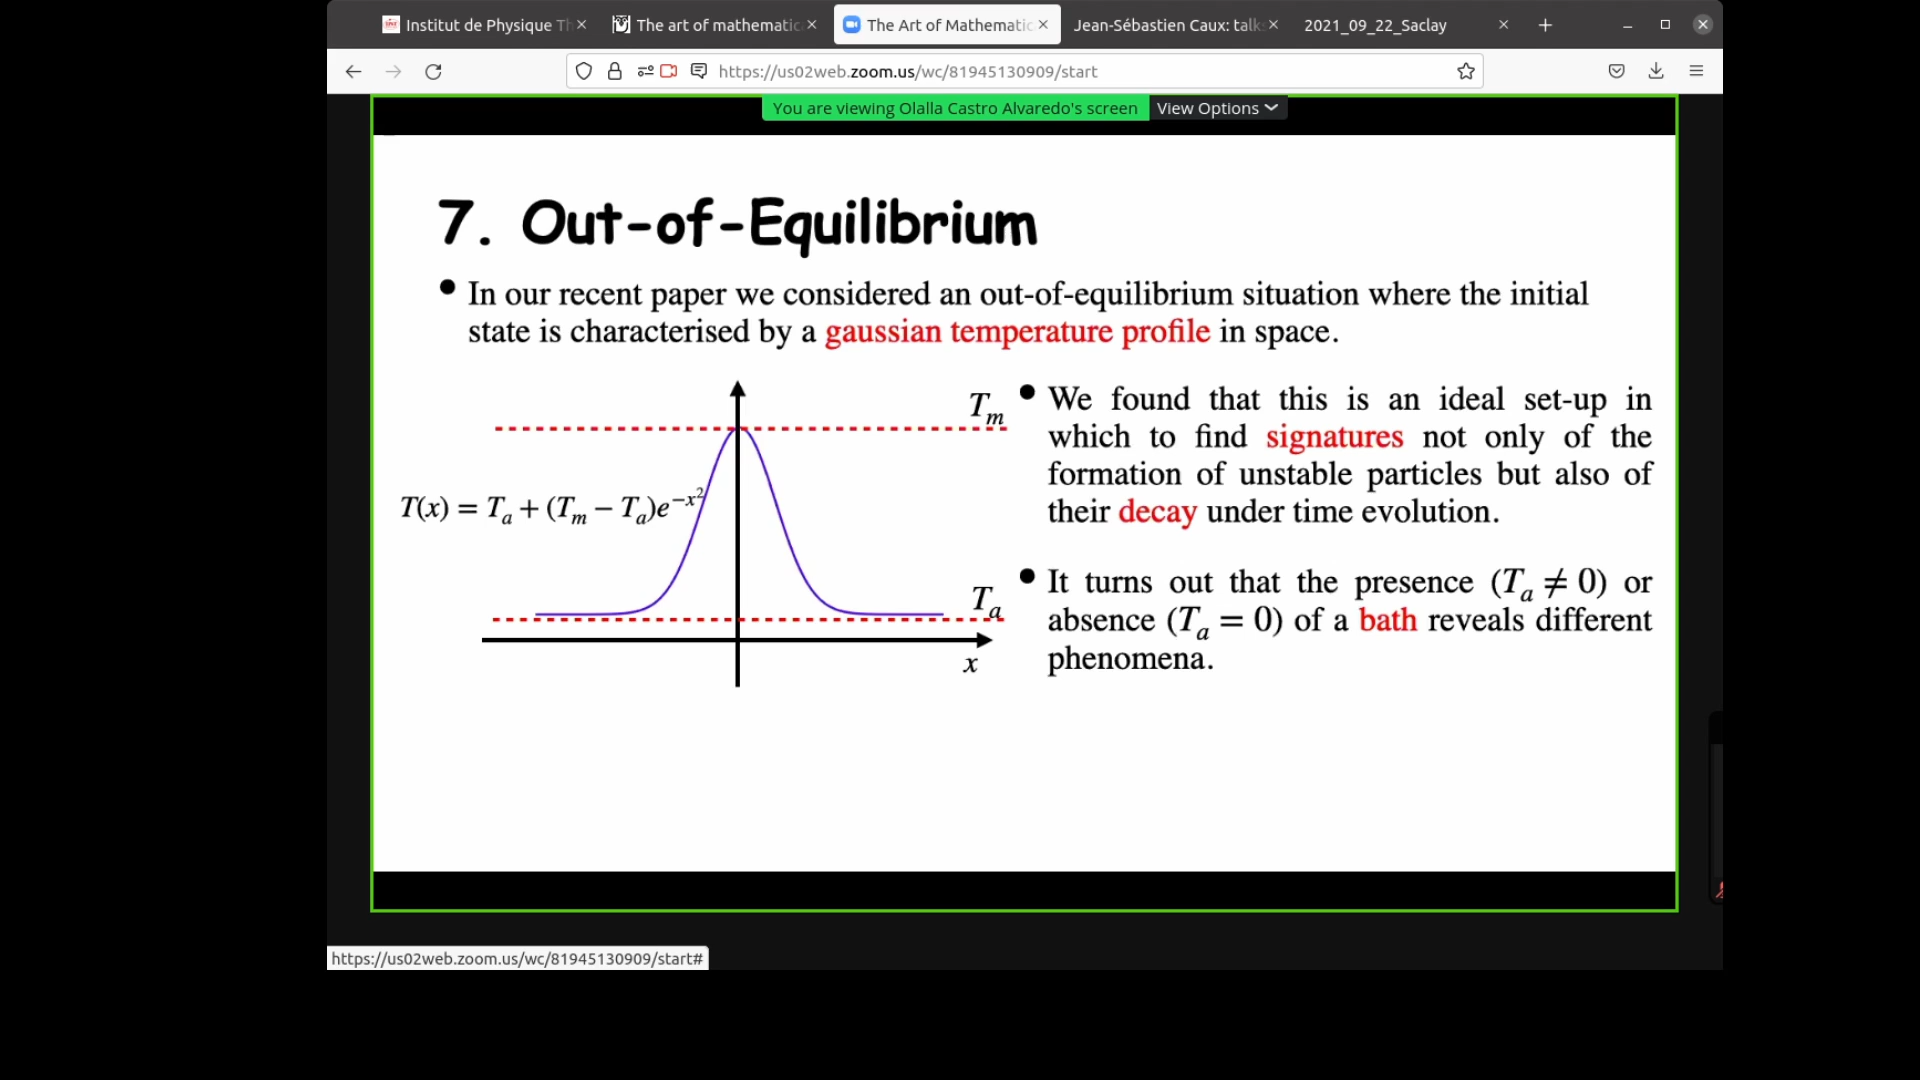 Institut de Physique Th
The art of mathematic
The Art of Mathematic
Jean-Sébastien Caux: talk
2021_09_22_Saclay
https://us02web.zoom.us/wc/81945130909/start
You are viewing Olalla Castro Alvaredo's screen
View Options
7. Out-of-Equilibrium
• In our recent paper we considered an out-of-equilibrium situation where the initial
state is characterised by a gaussian temperature profile in space.
T_m
T(x) = T_a + (T_m − T_a)e^{−x²}
T_a
x
• We found that this is an ideal set-up in
which to find signatures not only of the
formation of unstable particles but also of
their decay under time evolution.
• It turns out that the presence (T_a ≠ 0) or
absence (T_a = 0) of a bath reveals different
phenomena.
https://us02web.zoom.us/wc/81945130909/start#